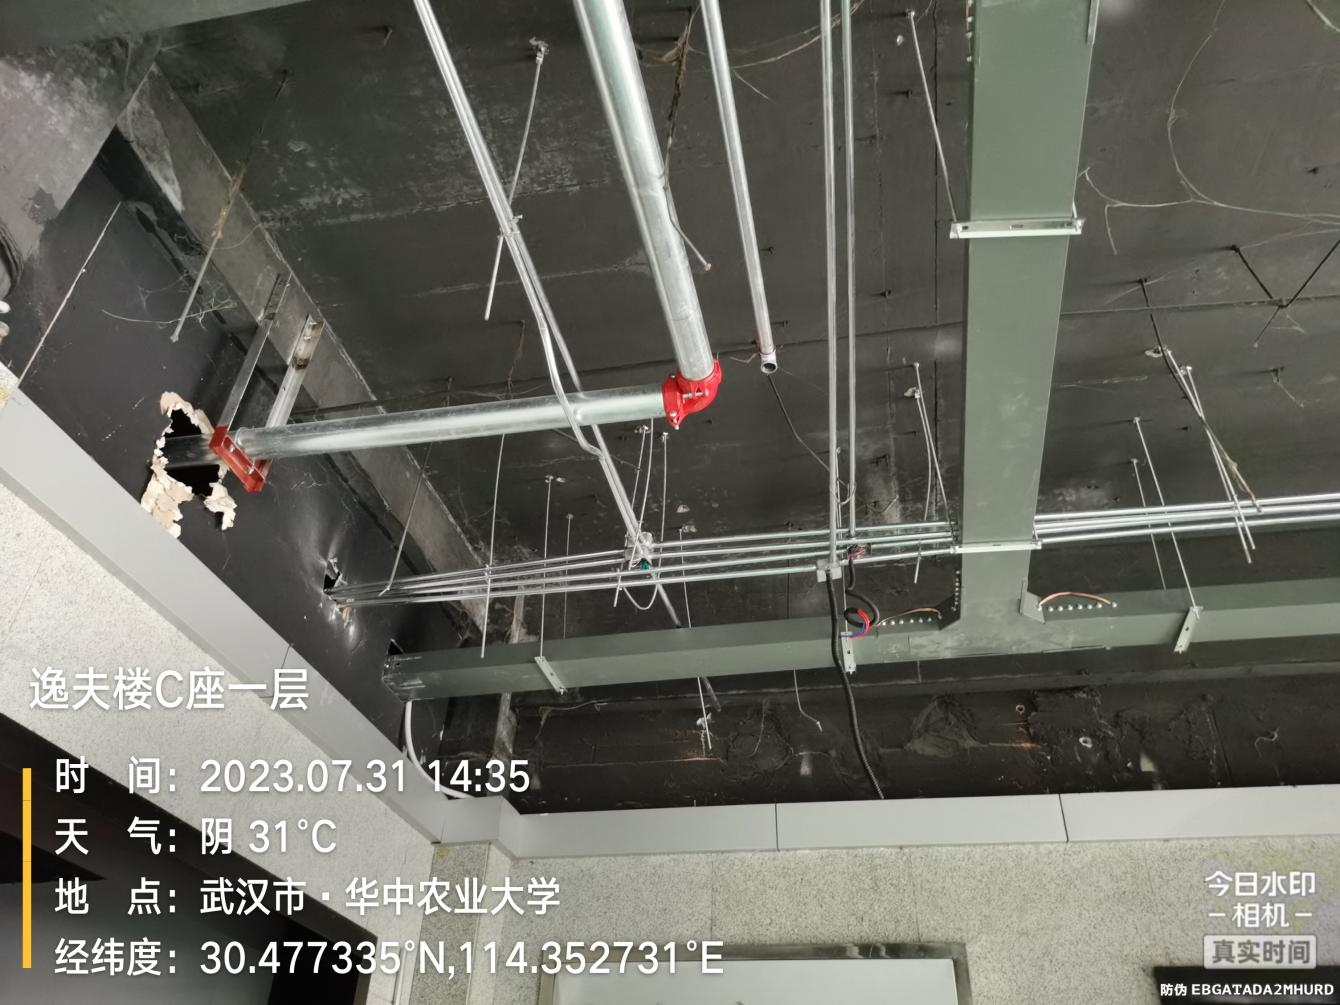 逸夫楼C座一层
时 间：2023.07.31 14:35
天 气：阴 31°C
地 点：武汉市·华中农业大学
经纬度：30.477335°N,114.352731°E
今日水印
-相机-
真实时间
防伪 EBGATADA2MHURD